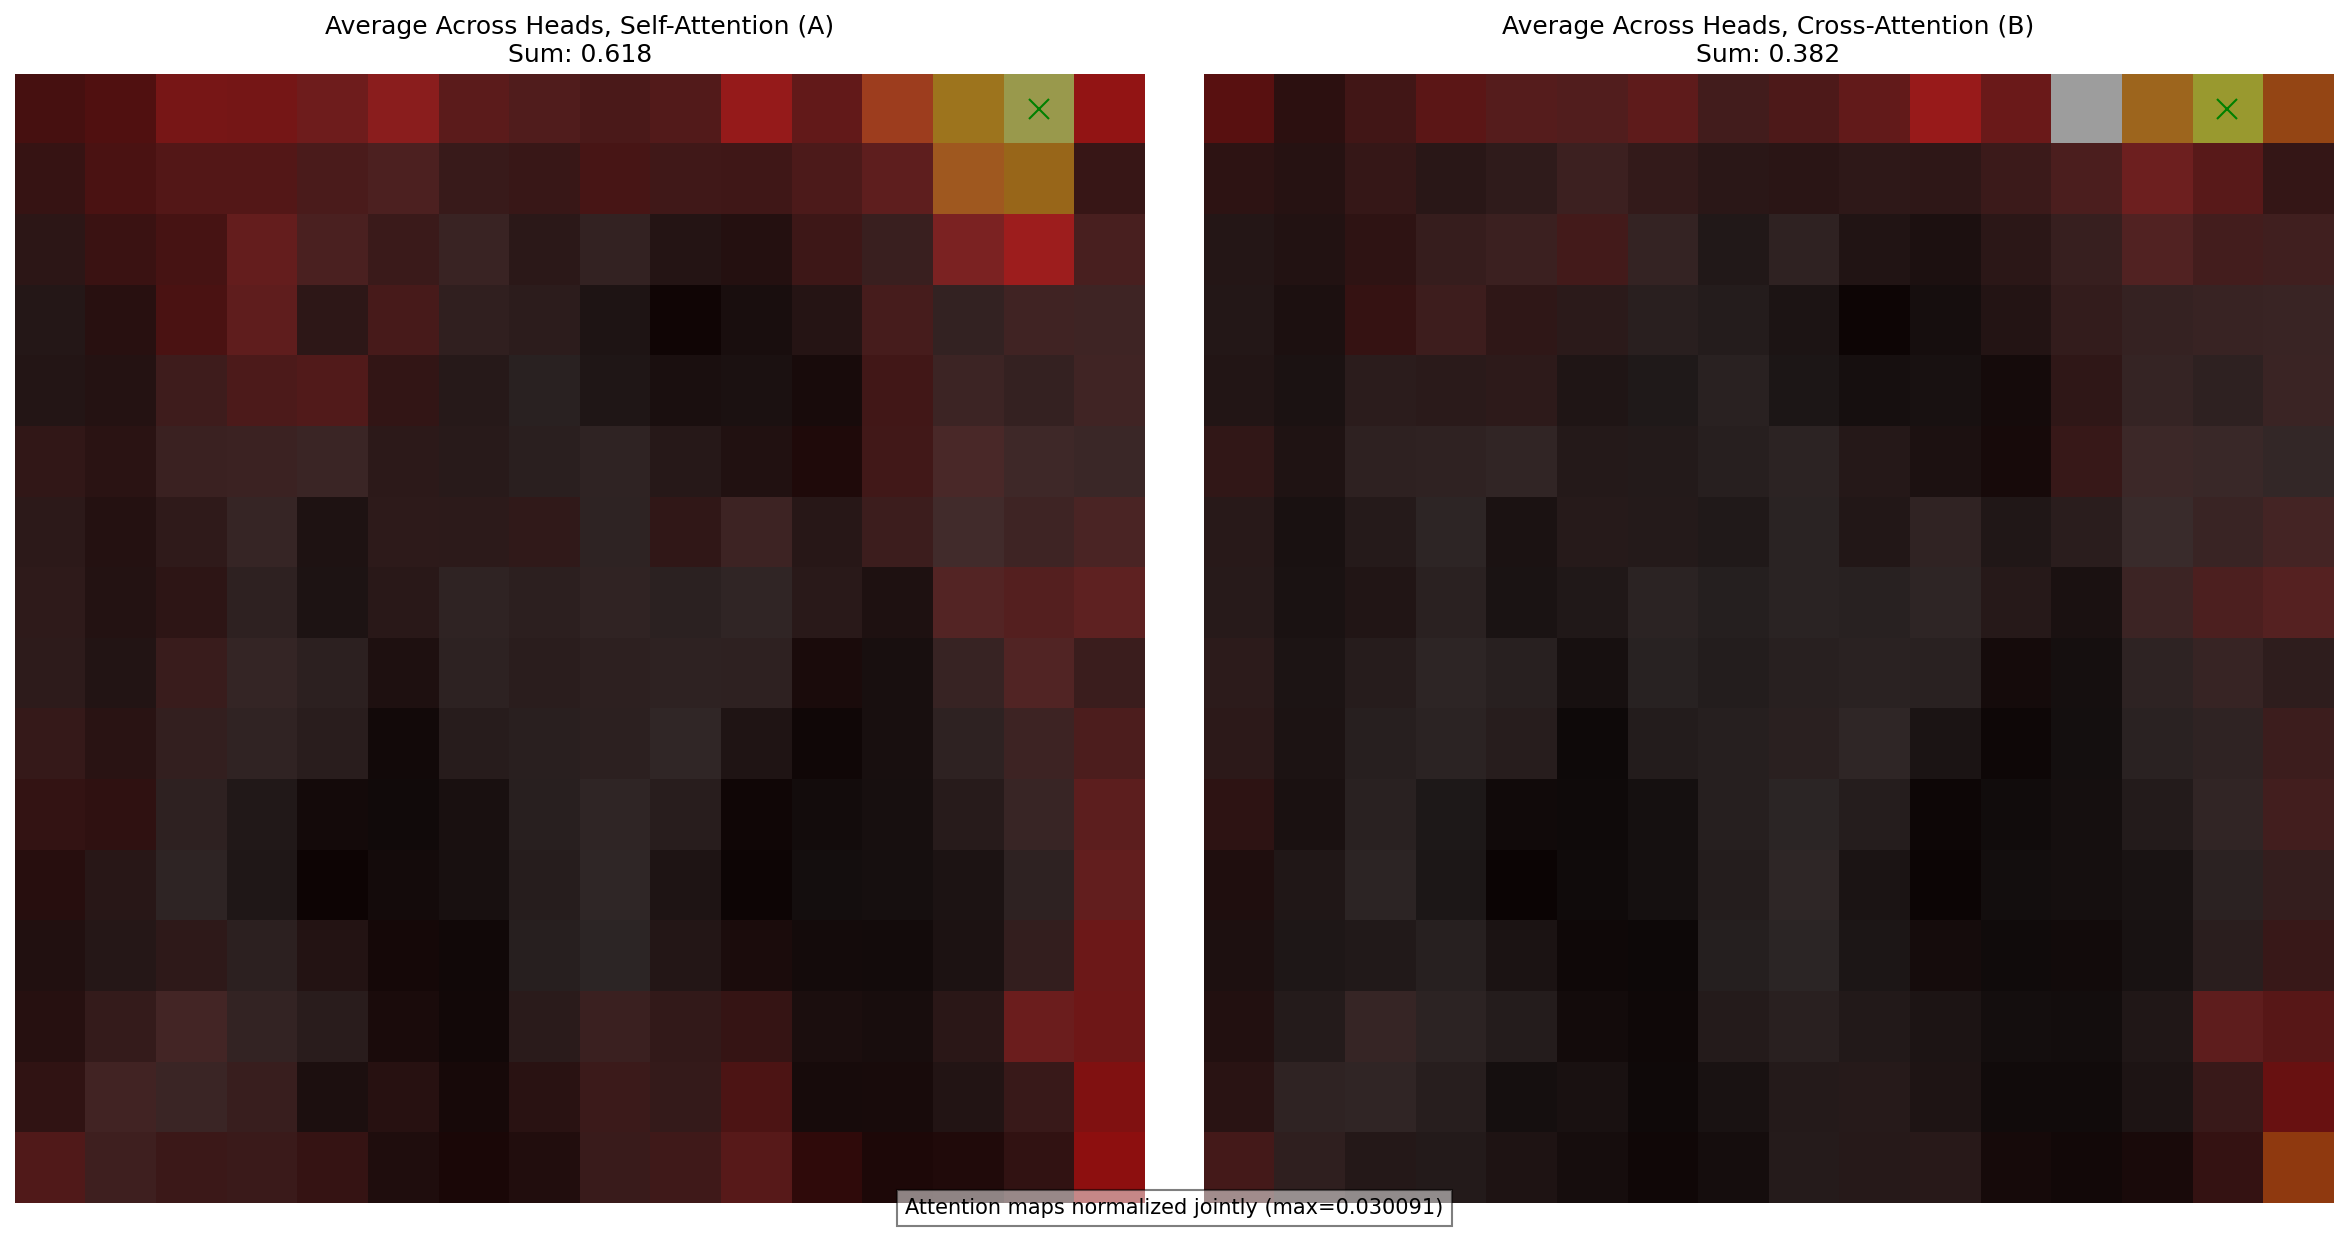 Average Across Heads, Self-Attention (A)
Sum: 0.618
Average Across Heads, Cross-Attention (B)
Sum: 0.382
Attention maps normalized jointly (max=0.030091)